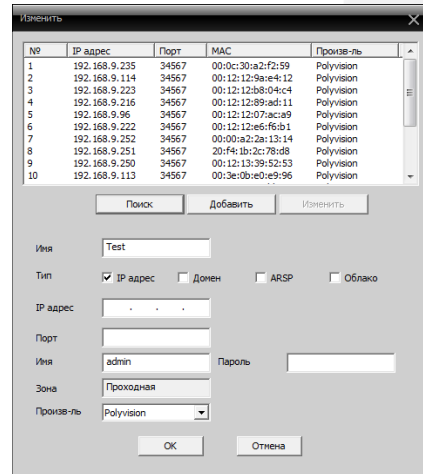 Изменить
№ IP адрес Порт MAC Произв-ль
1 192.168.9.235 34567 00:0c:30:a2:f2:59 Polyvision
2 192.168.9.114 34567 00:12:12:9a:e4:12 Polyvision
3 192.168.9.223 34567 00:12:12:b8:04:c4 Polyvision
4 192.168.9.216 34567 00:12:12:89:ad:11 Polyvision
5 192.168.9.96 34567 00:12:12:07:ac:a9 Polyvision
6 192.168.9.222 34567 00:12:12:e6:f6:b1 Polyvision
7 192.168.9.252 34567 00:00:a2:2a:13:14 Polyvision
8 192.168.9.251 34567 20:f4:1b:2c:78:d8 Polyvision
9 192.168.9.250 34567 00:12:13:39:52:53 Polyvision
10 192.168.9.113 34567 00:3e:0b:e0:e9:96 Polyvision
Поиск Добавить Изменить
Имя Test
Тип IP адрес Домен ARSP Облако
IP адрес . . .
Порт
Имя admin Пароль
Зона Проходная
Произв-ль Polyvision
OK Отмена